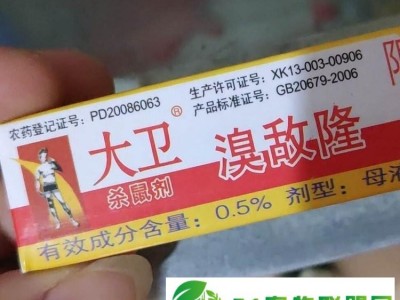 农药登记证号：PD20086063
生产许可证号：XK13-003-00906
产品标准证号：GB20679-2006
大卫®
杀鼠剂
溴敌隆
有效成分含量：0.5% 剂型：母